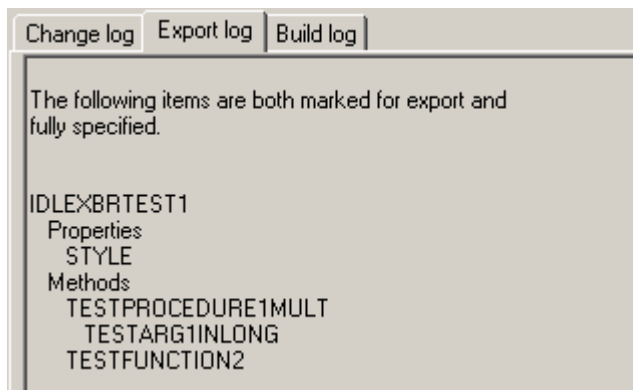 Change log Export log Build log
The following items are both marked for export and
fully specified.
IDLEXBRTEST1
Properties
STYLE
Methods
TESTPROCEDURE1MULT
TESTARG1INLONG
TESTFUNCTION2